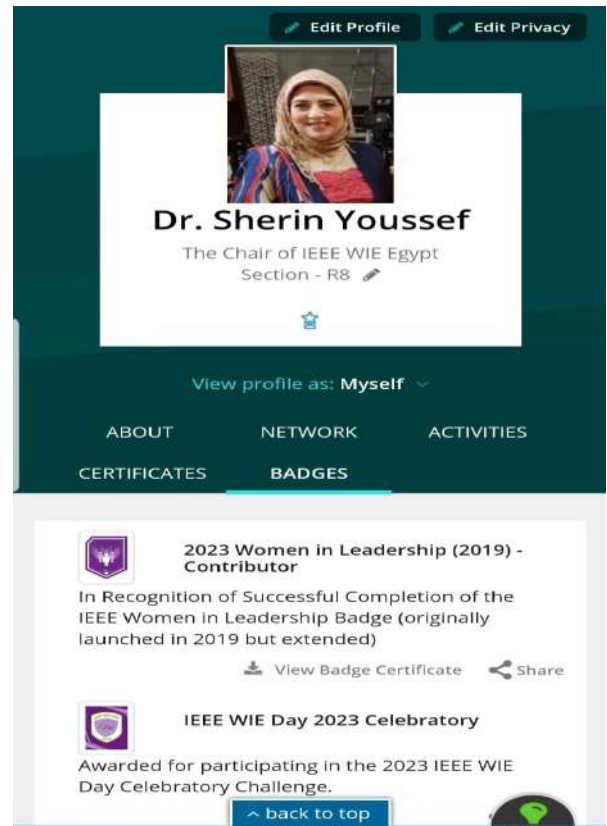 Edit Profile
Edit Privacy
Dr. Sherin Youssef
The Chair of IEEE WIE Egypt
Section - R8
View profile as: Myself
ABOUT
NETWORK
ACTIVITIES
CERTIFICATES
BADGES
2023 Women in Leadership (2019) -
Contributor
In Recognition of Successful Completion of the
IEEE Women in Leadership Badge (originally
launched in 2019 but extended)
View Badge Certificate
Share
IEEE WIE Day 2023 Celebratory
Awarded for participating in the 2023 IEEE WIE
Day Celebratory Challenge.
^ back to top